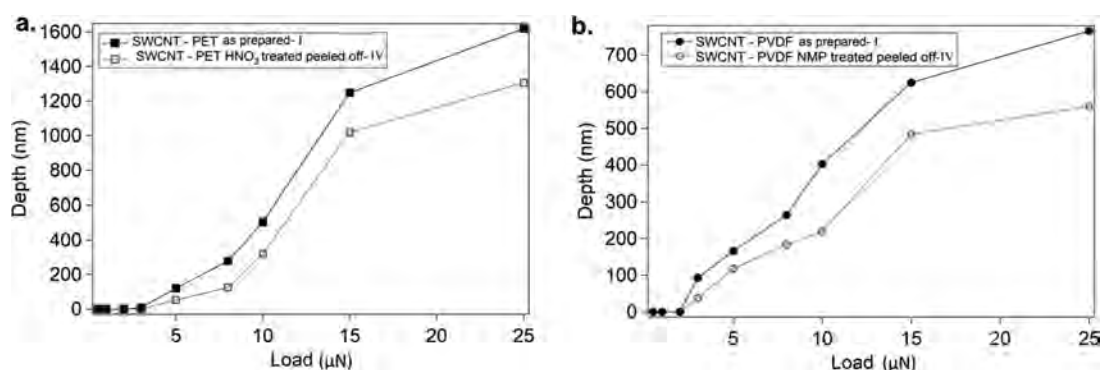 a.
SWCNT - PET as prepared- I
SWCNT - PET HNO₃ treated peeled off-IV
1600
1400
1200
1000
800
600
400
200
0
Depth (nm)
5
10
15
20
25
Load (μN)
b.
SWCNT - PVDF as prepared- I
SWCNT - PVDF NMP treated peeled off-IV
700
600
500
400
300
200
100
0
Depth (nm)
5
10
15
20
25
Load (μN)